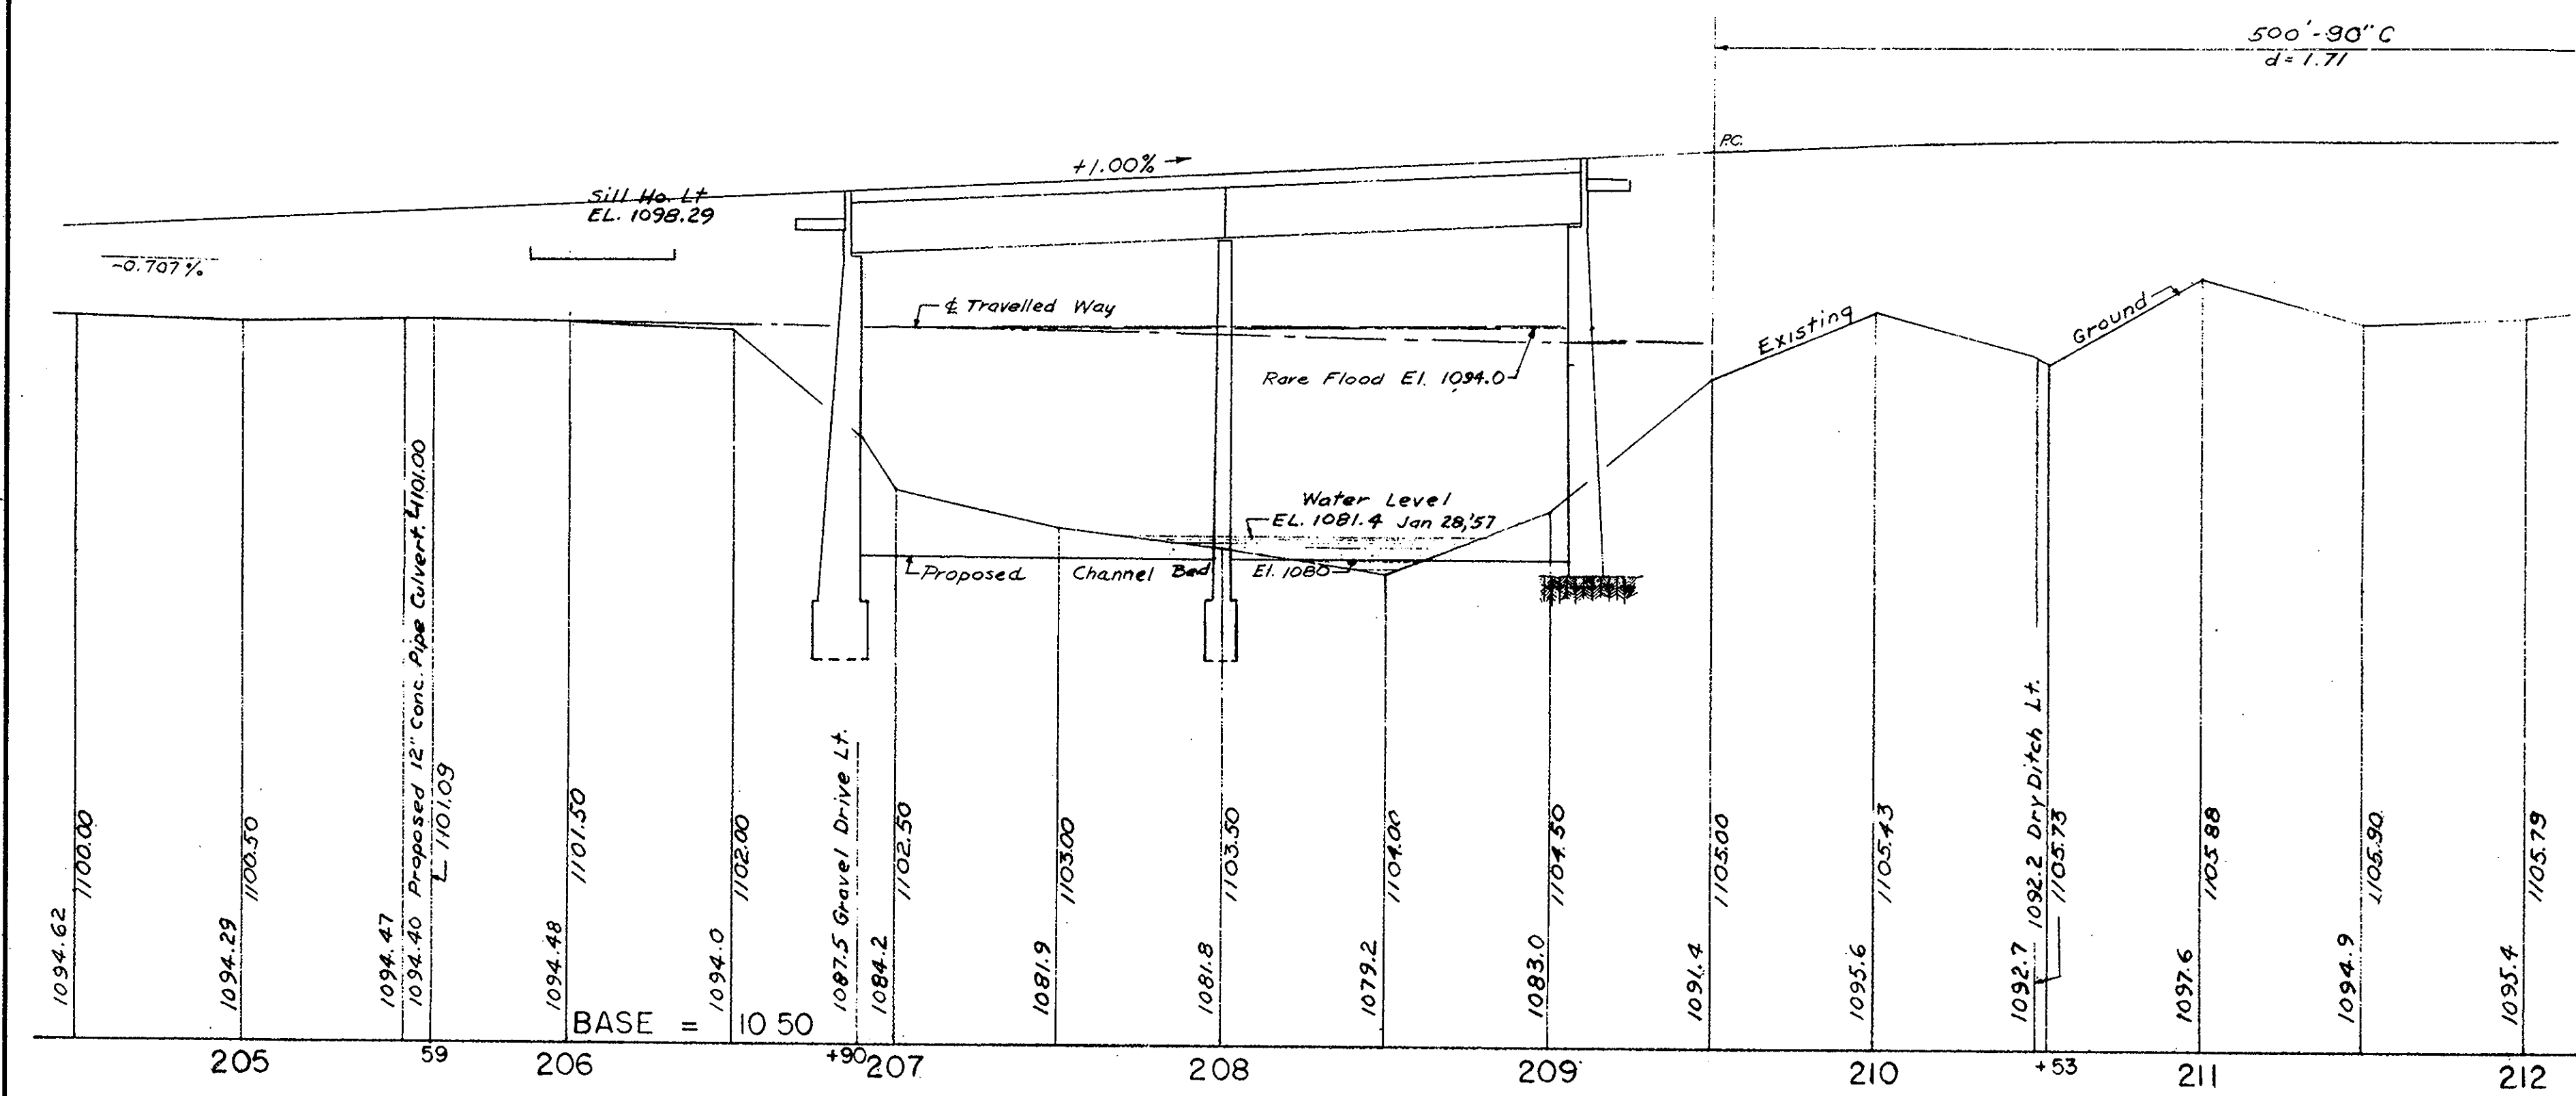 500'-90" C
d = 1.71
P.C.
+1.00%
Sill Ho. Lt
EL. 1098.29
-0.707%
℄ Travelled Way
Rare Flood El. 1094.0
Existing
Ground
Water Level
EL. 1081.4 Jan 28,'57
Proposed Channel Bed
El. 1080
1094.62
1100.00
1094.29
1100.50
1094.47
1094.40 Proposed 12" Conc. Pipe Culvert. 1101.00
1101.09
1094.48
1101.50
1094.0
1102.00
1087.5 Gravel Drive Lt.
1084.2
1102.50
1081.9
1103.00
1081.8
1103.50
1079.2
1104.00
1083.0
1104.50
1091.4
1105.00
1095.6
1105.43
1092.7
1092.2 Dry Ditch Lt.
1105.73
1097.6
1105.88
1094.9
1105.90
1095.4
1105.79
BASE = 10 50
205
59
206
+90
207
208
209
210
+53
211
212